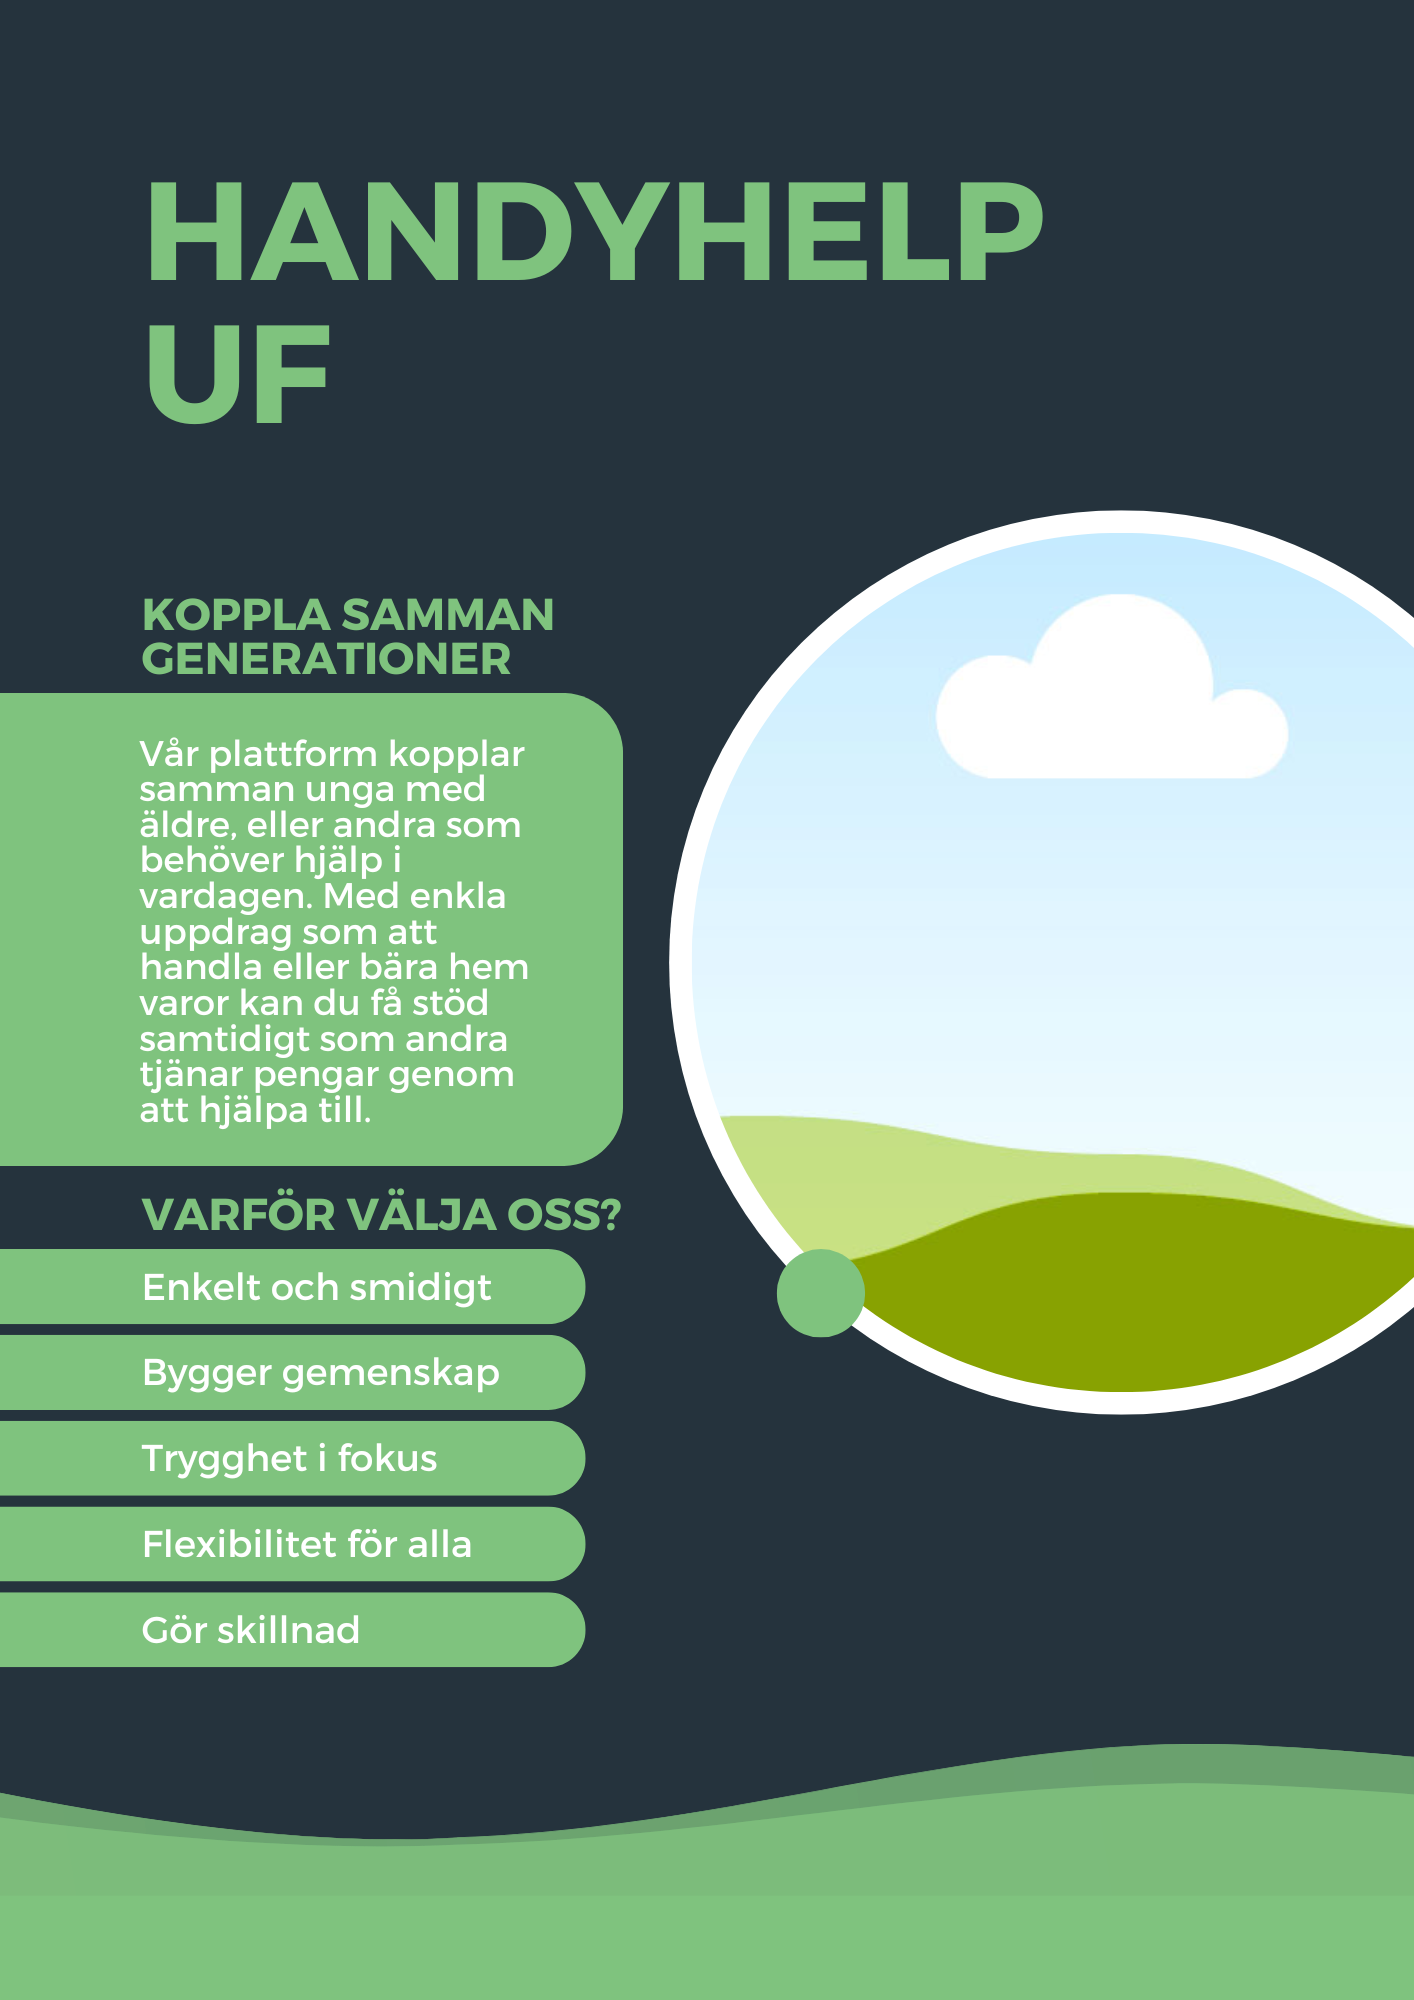 HANDYHELP
UF
KOPPLA SAMMAN
GENERATIONER
Vår plattform kopplar
samman unga med
äldre, eller andra som
behöver hjälp i
vardagen. Med enkla
uppdrag som att
handla eller bära hem
varor kan du få stöd
samtidigt som andra
tjänar pengar genom
att hjälpa till.
VARFÖR VÄLJA OSS?
Enkelt och smidigt
Bygger gemenskap
Trygghet i fokus
Flexibilitet för alla
Gör skillnad